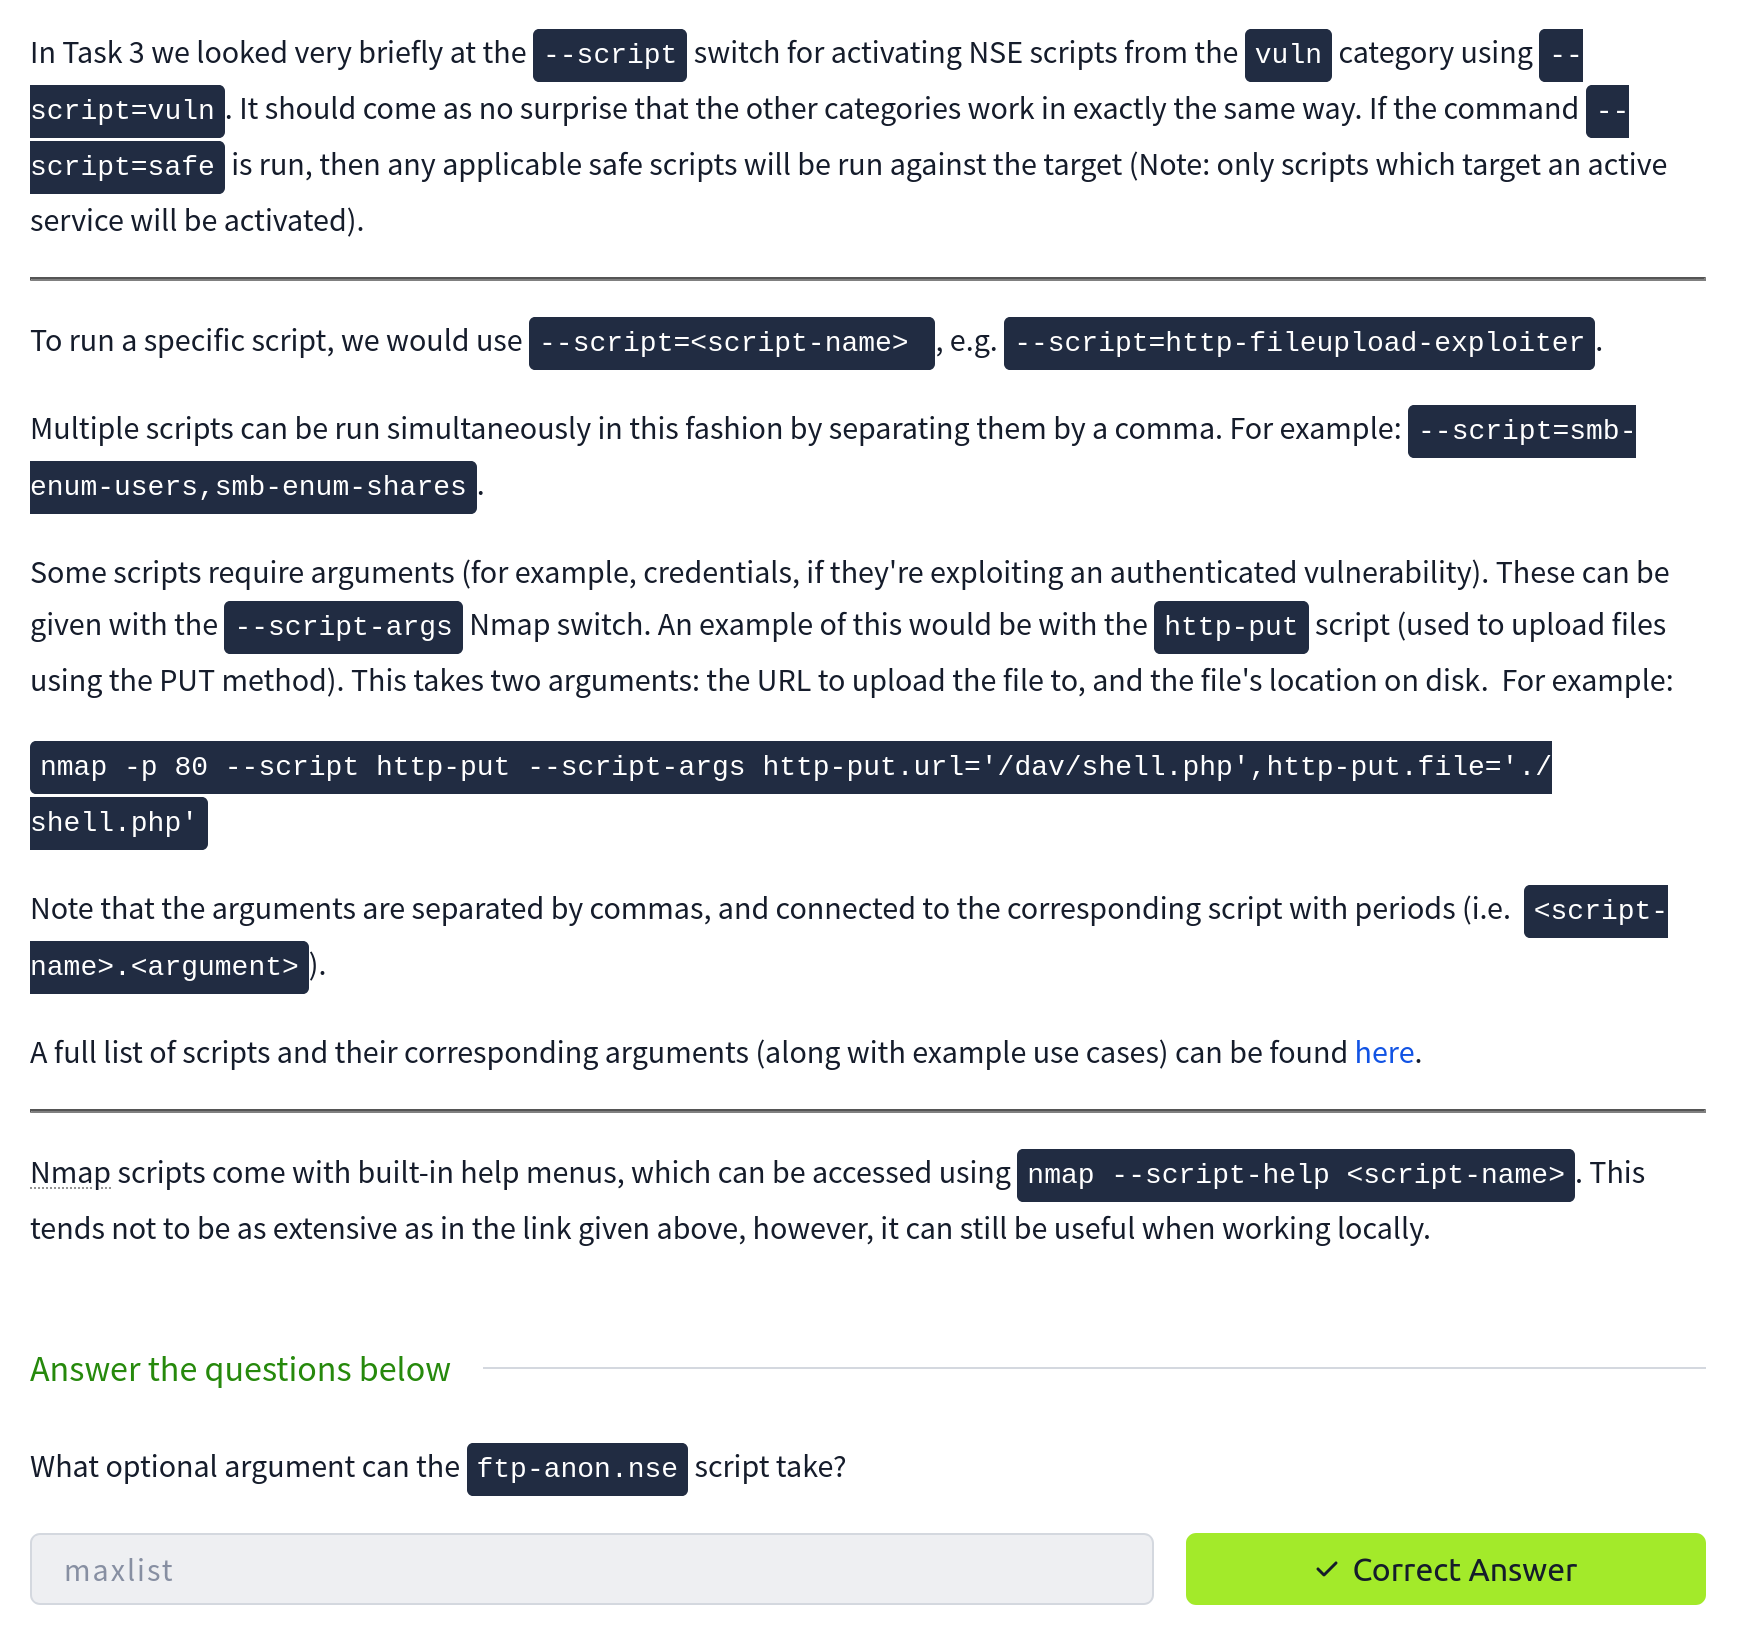 In Task 3 we looked very briefly at the --script switch for activating NSE scripts from the vuln category using --
script=vuln. It should come as no surprise that the other categories work in exactly the same way. If the command --
script=safe is run, then any applicable safe scripts will be run against the target (Note: only scripts which target an active
service will be activated).
To run a specific script, we would use --script=<script-name> , e.g. --script=http-fileupload-exploiter.
Multiple scripts can be run simultaneously in this fashion by separating them by a comma. For example: --script=smb-
enum-users,smb-enum-shares.
Some scripts require arguments (for example, credentials, if they're exploiting an authenticated vulnerability). These can be
given with the --script-args Nmap switch. An example of this would be with the http-put script (used to upload files
using the PUT method). This takes two arguments: the URL to upload the file to, and the file's location on disk.  For example:
nmap -p 80 --script http-put --script-args http-put.url='/dav/shell.php',http-put.file='./
shell.php'
Note that the arguments are separated by commas, and connected to the corresponding script with periods (i.e.  <script-
name>.<argument>).
A full list of scripts and their corresponding arguments (along with example use cases) can be found here.
Nmap scripts come with built-in help menus, which can be accessed using nmap --script-help <script-name>. This
tends not to be as extensive as in the link given above, however, it can still be useful when working locally.
Answer the questions below
What optional argument can the ftp-anon.nse script take?
maxlist
✓ Correct Answer